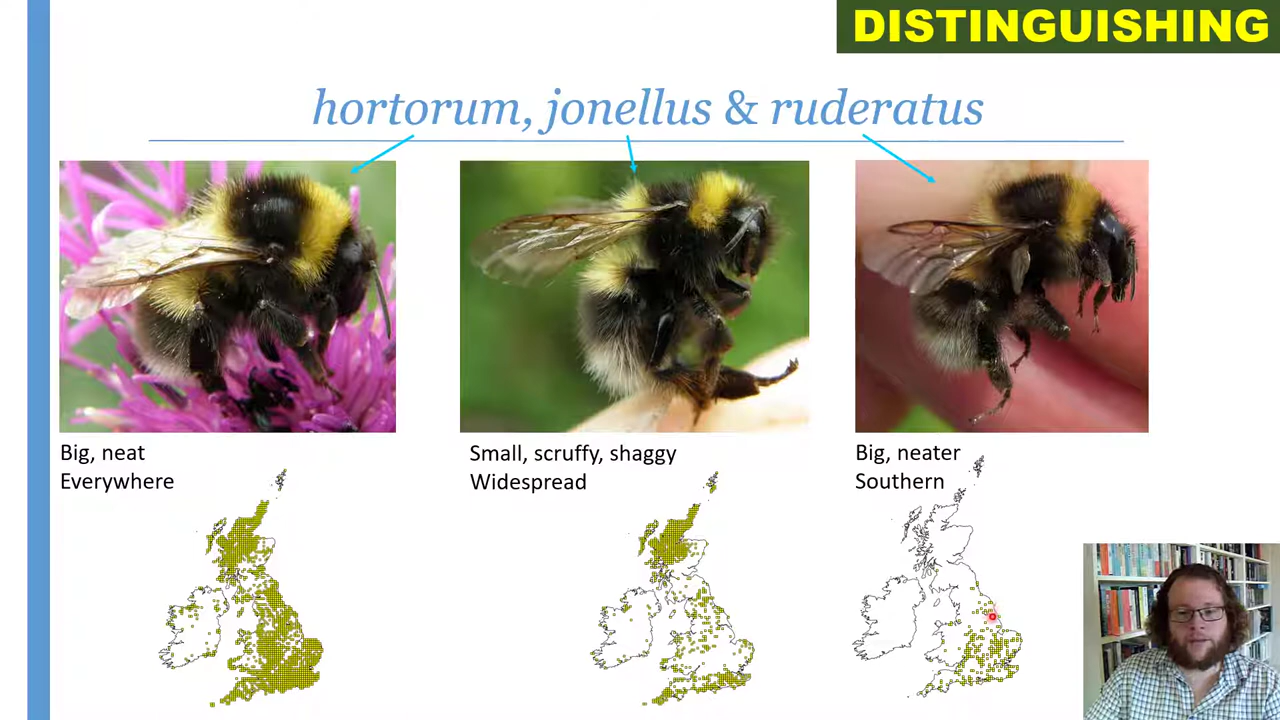 DISTINGUISHING
hortorum, jonellus & ruderatus
Big, neat
Everywhere
Small, scruffy, shaggy
Widespread
Big, neater
Southern